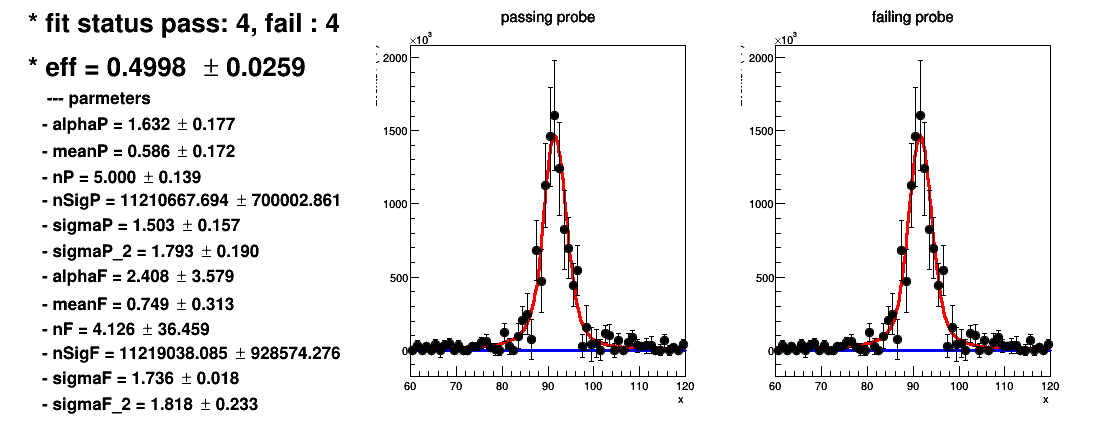 * fit status pass: 4, fail : 4
* eff = 0.4998 ± 0.0259
--- parmeters
- alphaP = 1.632 ± 0.177
- meanP = 0.586 ± 0.172
- nP = 5.000 ± 0.139
- nSigP = 11210667.694 ± 700002.861
- sigmaP = 1.503 ± 0.157
- sigmaP_2 = 1.793 ± 0.190
- alphaF = 2.408 ± 3.579
- meanF = 0.749 ± 0.313
- nF = 4.126 ± 36.459
- nSigF = 11219038.085 ± 928574.276
- sigmaF = 1.736 ± 0.018
- sigmaF_2 = 1.818 ± 0.233
passing probe
×10³
2000
1500
1000
500
0
60 70 80 90 100 110 120
x
failing probe
×10³
2000
1500
1000
500
0
60 70 80 90 100 110 120
x